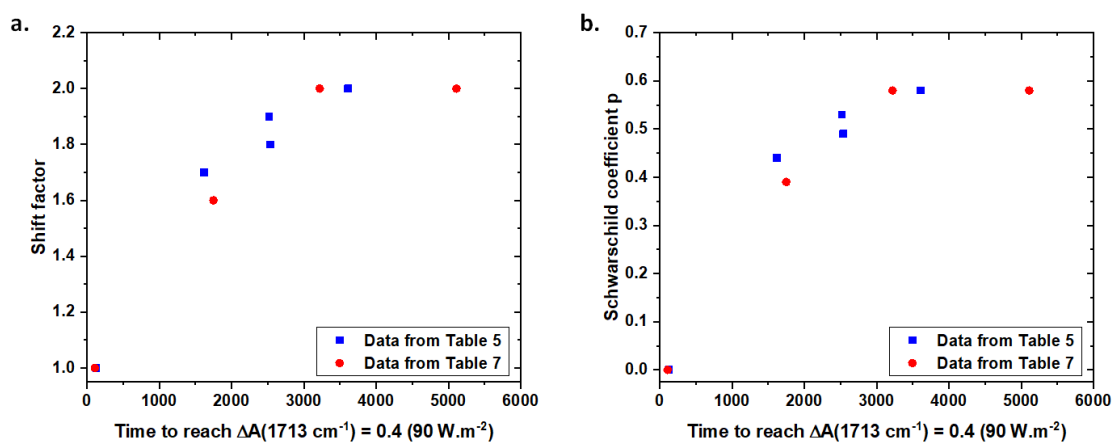 a.
2.2
2.0
1.8
1.6
1.4
1.2
1.0
Shift factor
0 1000 2000 3000 4000 5000 6000
Time to reach ΔA(1713 cm⁻¹) = 0.4 (90 W.m⁻²)
Data from Table 5
Data from Table 7
b.
0.7
0.6
0.5
0.4
0.3
0.2
0.1
0.0
Schwarschild coefficient p
0 1000 2000 3000 4000 5000 6000
Time to reach ΔA(1713 cm⁻¹) = 0.4 (90 W.m⁻²)
Data from Table 5
Data from Table 7